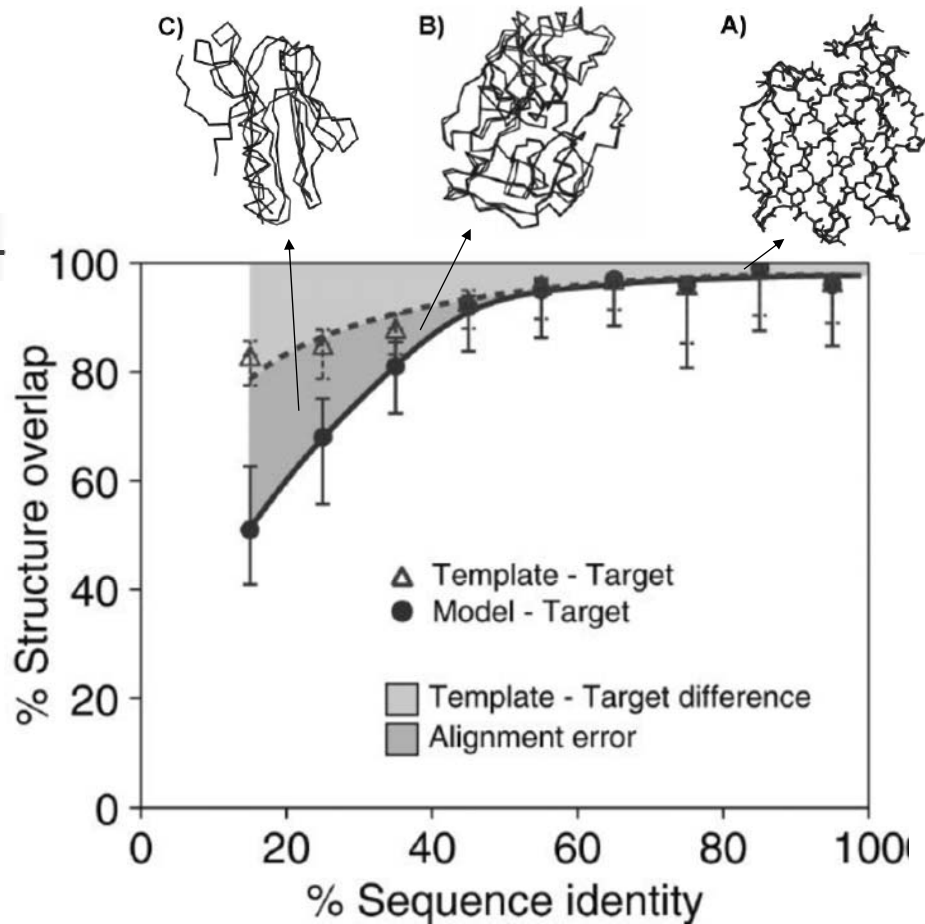 C)
B)
A)
100
80
60
40
20
0
% Structure overlap
Template - Target
Model - Target
Template - Target difference
Alignment error
0
20
40
60
80
100
% Sequence identity